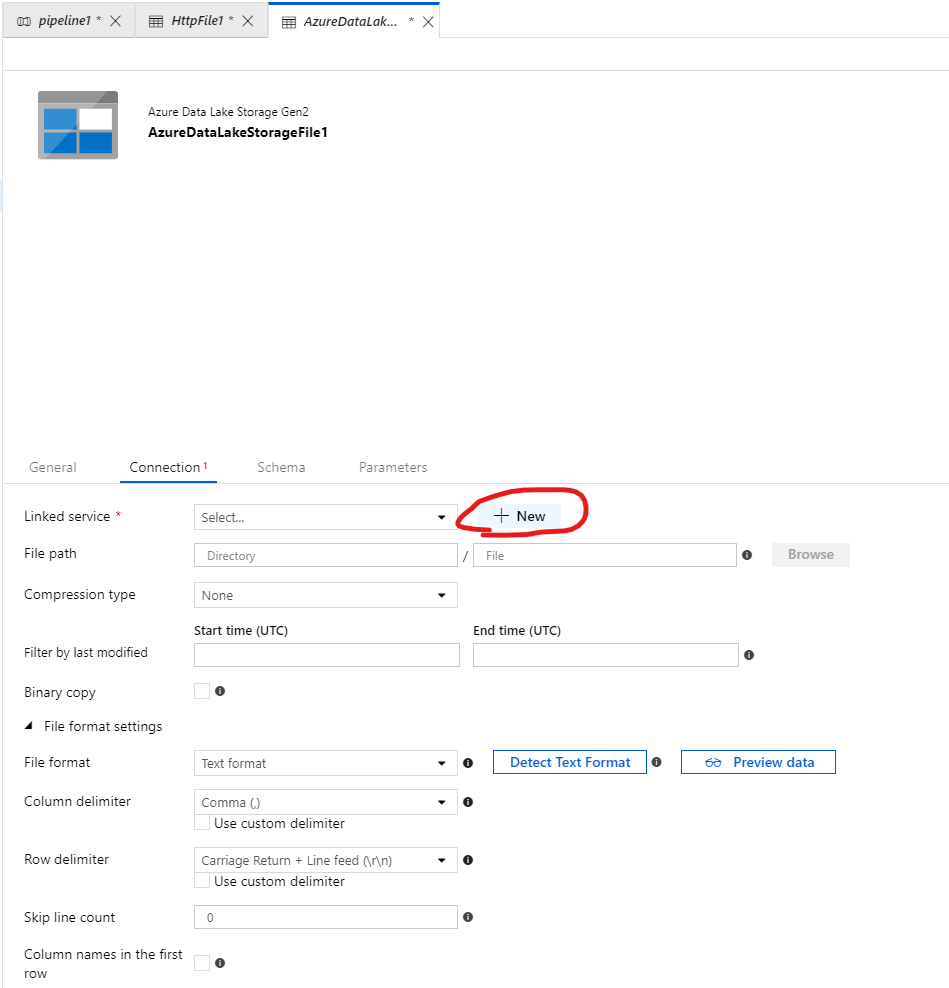 pipeline1 * HttpFile1 * AzureDataLak... *
Azure Data Lake Storage Gen2
AzureDataLakeStorageFile1
General Connection 1 Schema Parameters
Linked service * Select... + New
File path Directory / File Browse
Compression type None
Start time (UTC) End time (UTC)
Filter by last modified
Binary copy
File format settings
File format Text format Detect Text Format Preview data
Column delimiter Comma (,)
Use custom delimiter
Row delimiter Carriage Return + Line feed (\r\n)
Use custom delimiter
Skip line count 0
Column names in the first
row